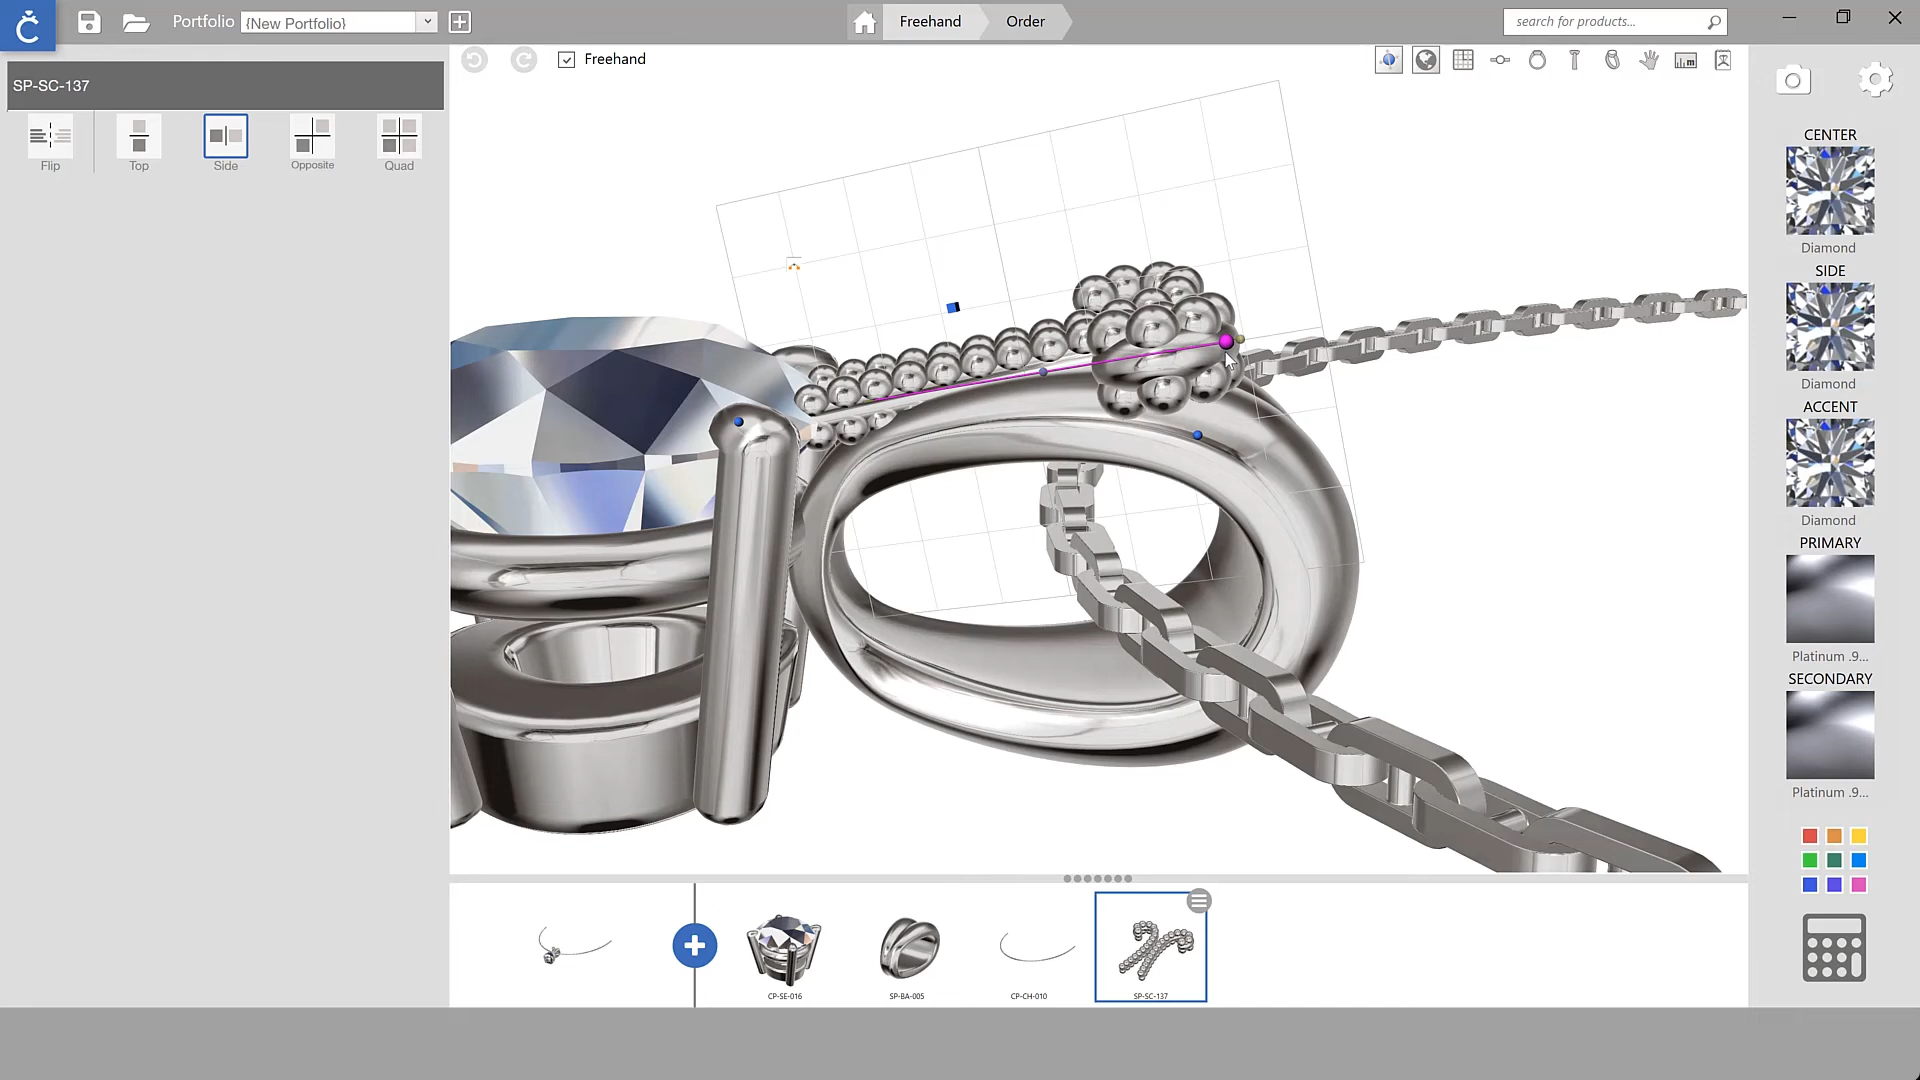 Portfolio
{New Portfolio}
Freehand
Order
search for products...
SP-SC-137
Freehand
Flip
Top
Side
Opposite
Quad
CENTER
Diamond
SIDE
Diamond
ACCENT
Diamond
PRIMARY
Platinum .9...
SECONDARY
Platinum .9...
CP-SE-016
SP-BA-005
CP-CH-010
SP-SC-137